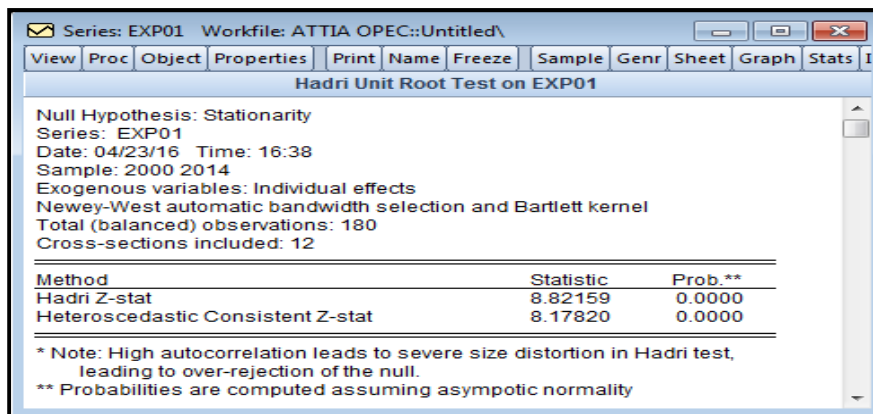 Series: EXP01 Workfile: ATTIA OPEC::Untitled\
View Proc Object Properties Print Name Freeze Sample Genr Sheet Graph Stats
Hadri Unit Root Test on EXP01
Null Hypothesis: Stationarity
Series: EXP01
Date: 04/23/16 Time: 16:38
Sample: 2000 2014
Exogenous variables: Individual effects
Newey-West automatic bandwidth selection and Bartlett kernel
Total (balanced) observations: 180
Cross-sections included: 12
Method Statistic Prob.**
Hadri Z-stat 8.82159 0.0000
Heteroscedastic Consistent Z-stat 8.17820 0.0000
* Note: High autocorrelation leads to severe size distortion in Hadri test,
leading to over-rejection of the null.
** Probabilities are computed assuming asympotic normality